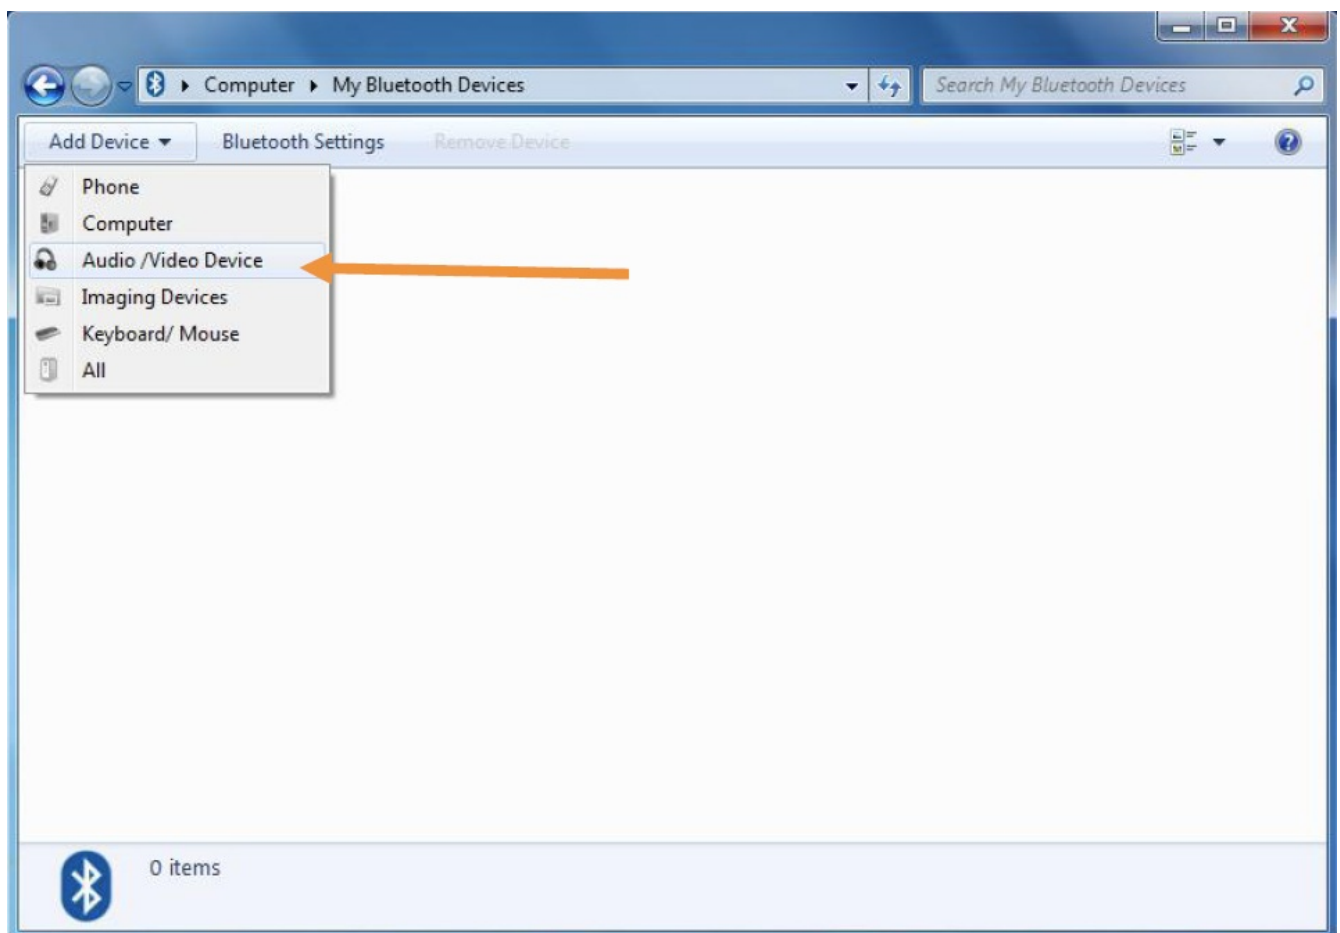 Computer My Bluetooth Devices Search My Bluetooth Devices
Add Device Bluetooth Settings Remove Device
Phone
Computer
Audio /Video Device
Imaging Devices
Keyboard/ Mouse
All
0 items